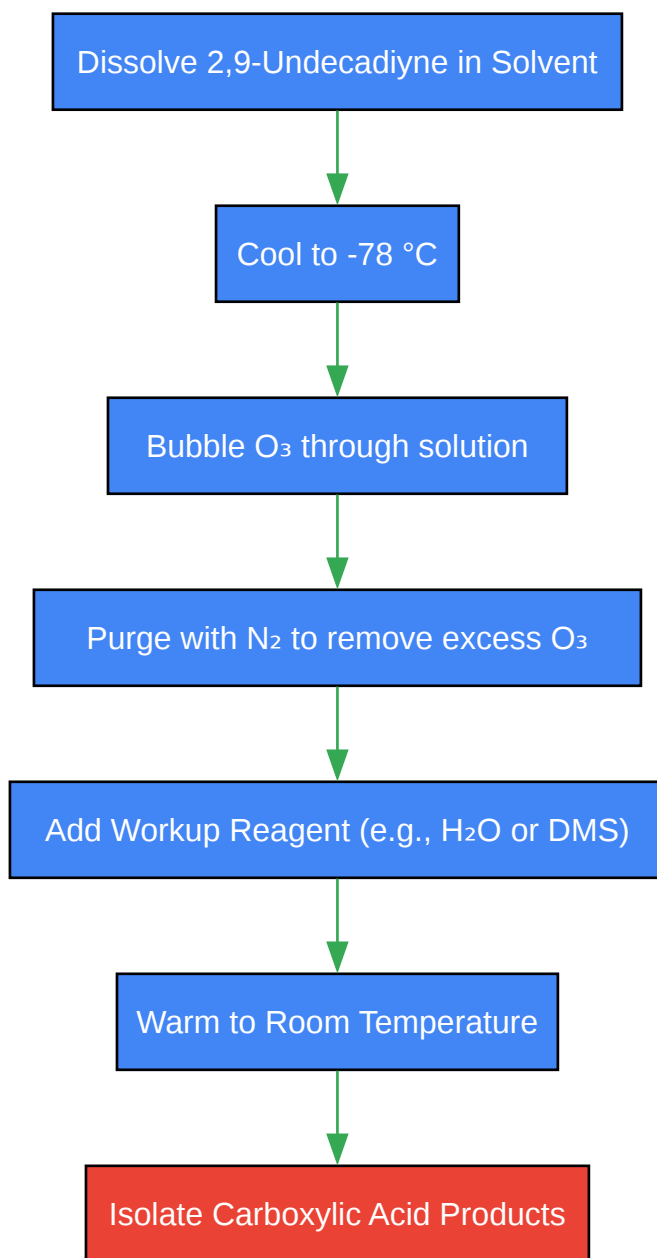 Dissolve 2,9-Undecadiyne in Solvent
Cool to -78 °C
Bubble O₃ through solution
Purge with N₂ to remove excess O₃
Add Workup Reagent (e.g., H₂O or DMS)
Warm to Room Temperature
Isolate Carboxylic Acid Products